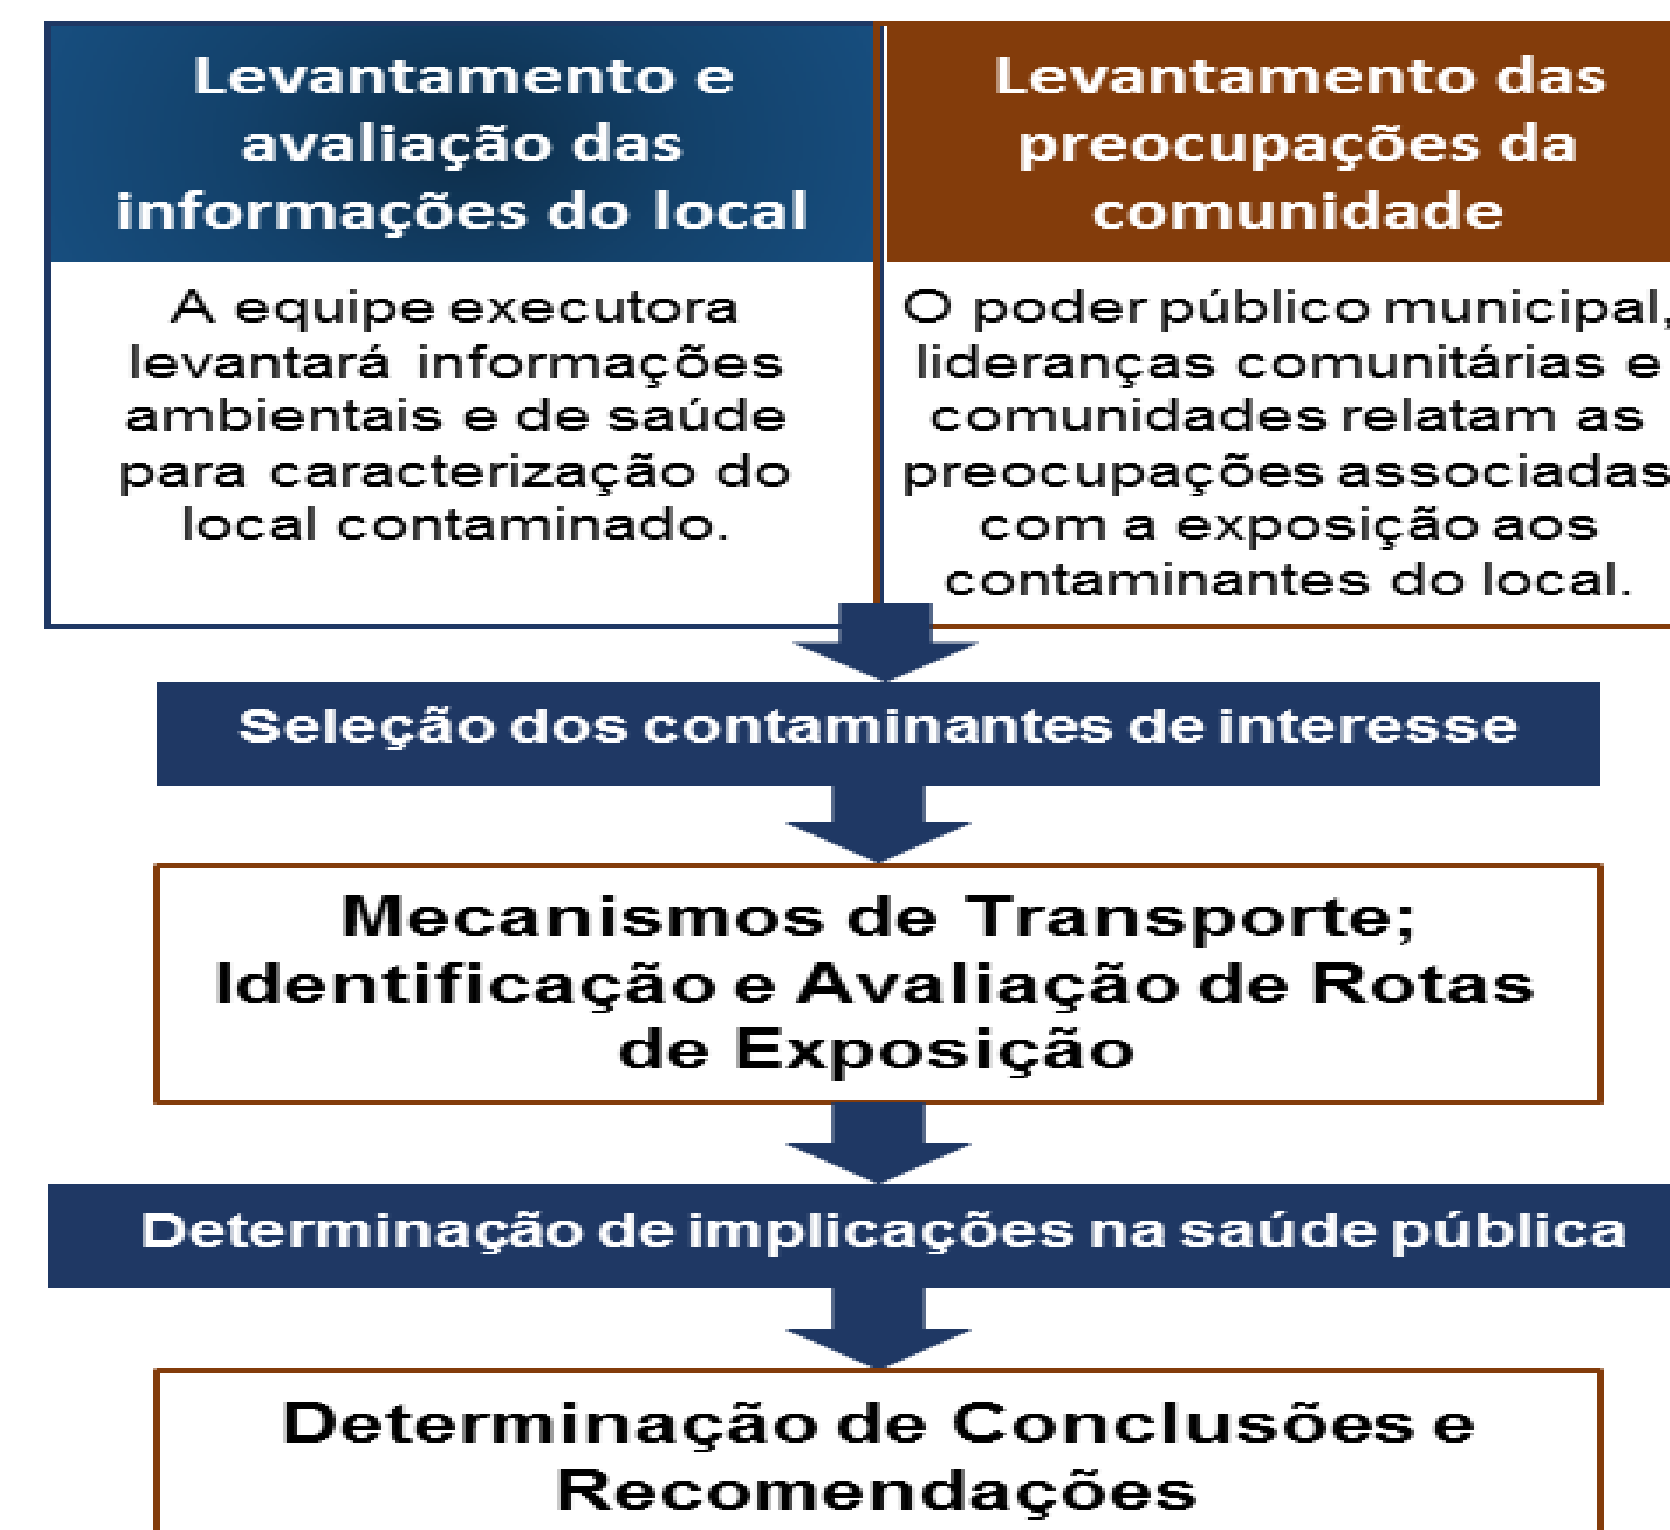 Levantamento e
avaliação das
informações do local
A equipe executora
levantará informações
ambientais e de saúde
para caracterização do
local contaminado.
Levantamento das
preocupações da
comunidade
O poder público municipal,
lideranças comunitárias e
comunidades relatam as
preocupações associadas
com a exposição aos
contaminantes do local.
Seleção dos contaminantes de interesse
Mecanismos de Transporte;
Identificação e Avaliação de Rotas
de Exposição
Determinação de implicações na saúde pública
Determinação de Conclusões e
Recomendações